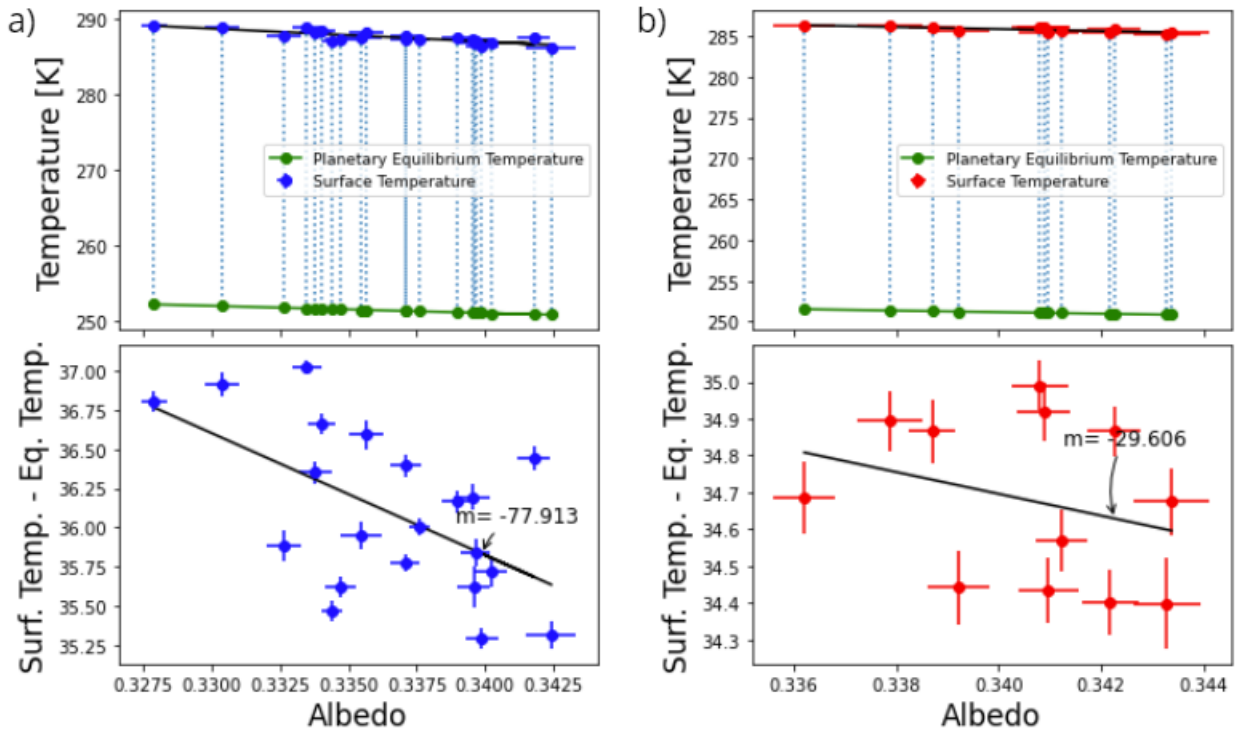 a)
Temperature [K]
290
280
270
260
250
Planetary Equilibrium Temperature
Surface Temperature
Surf. Temp. - Eq. Temp.
37.00
36.75
36.50
36.25
36.00
35.75
35.50
35.25
m= -77.913
0.3275 0.3300 0.3325 0.3350 0.3375 0.3400 0.3425
Albedo
b)
Temperature [K]
285
280
275
270
265
260
255
250
Planetary Equilibrium Temperature
Surface Temperature
Surf. Temp. - Eq. Temp.
35.0
34.9
34.8
34.7
34.6
34.5
34.4
34.3
m= -29.606
0.336 0.338 0.340 0.342 0.344
Albedo